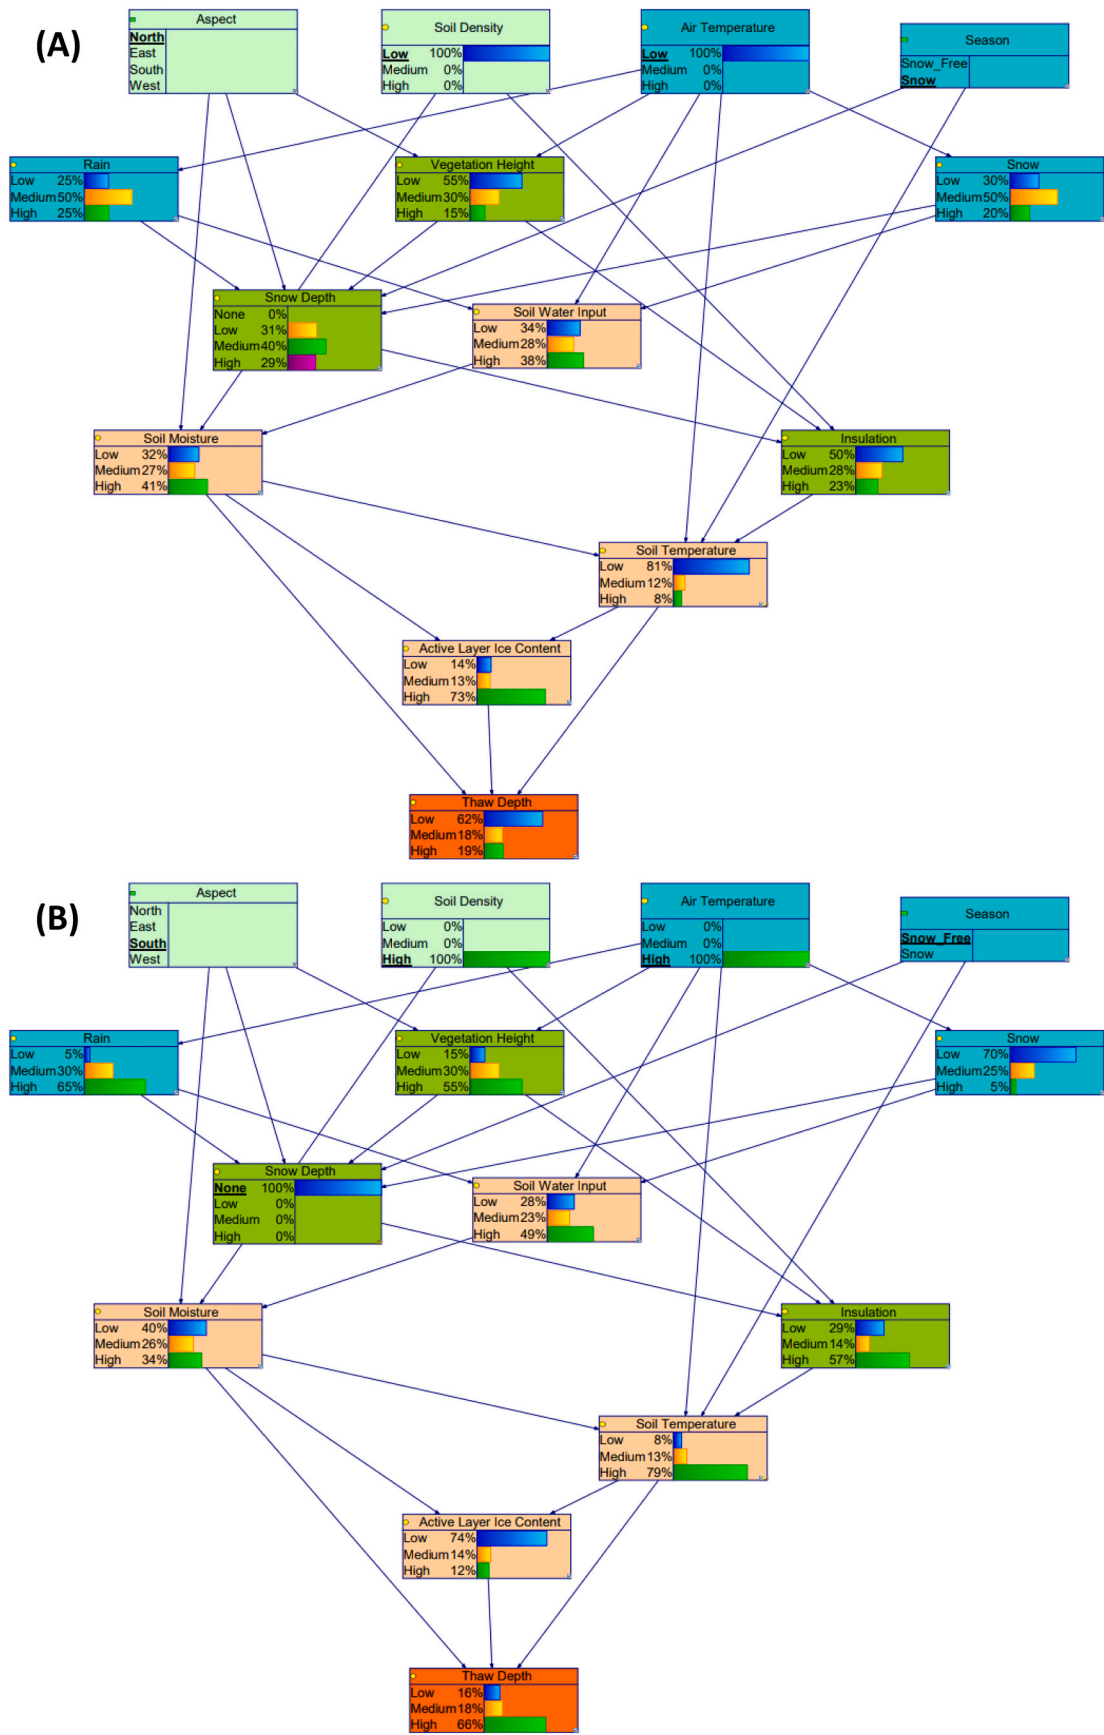 (A)
Aspect
North
East
South
West
Soil Density
Low 100%
Medium 0%
High 0%
Air Temperature
Low 100%
Medium 0%
High 0%
Season
Snow_Free
Snow
Rain
Low 25%
Medium 50%
High 25%
Vegetation Height
Low 55%
Medium 30%
High 15%
Snow
Low 30%
Medium 50%
High 20%
Snow Depth
None 0%
Low 31%
Medium 40%
High 29%
Soil Water Input
Low 34%
Medium 28%
High 38%
Soil Moisture
Low 32%
Medium 27%
High 41%
Insulation
Low 50%
Medium 28%
High 23%
Soil Temperature
Low 81%
Medium 12%
High 8%
Active Layer Ice Content
Low 14%
Medium 13%
High 73%
Thaw Depth
Low 62%
Medium 18%
High 19%
(B)
Aspect
North
East
South
West
Soil Density
Low 0%
Medium 0%
High 100%
Air Temperature
Low 0%
Medium 0%
High 100%
Season
Snow_Free
Snow
Rain
Low 5%
Medium 30%
High 65%
Vegetation Height
Low 15%
Medium 30%
High 55%
Snow
Low 70%
Medium 25%
High 5%
Snow Depth
None 100%
Low 0%
Medium 0%
High 0%
Soil Water Input
Low 28%
Medium 23%
High 49%
Soil Moisture
Low 40%
Medium 26%
High 34%
Insulation
Low 29%
Medium 14%
High 57%
Soil Temperature
Low 8%
Medium 13%
High 79%
Active Layer Ice Content
Low 74%
Medium 14%
High 12%
Thaw Depth
Low 16%
Medium 18%
High 66%